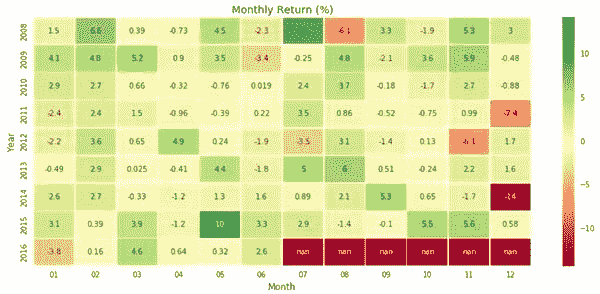 Monthly Return (%)
2008 1.5 6.6 0.39 -0.73 4.5 -2.3 -6.1 3.3 -1.9 5.3 3
2009 4.1 4.8 5.2 0.9 3.5 -3.4 -0.25 4.8 -2.1 3.6 5.9 -0.48
2010 2.9 2.7 0.66 -0.32 -0.76 0.019 2.4 3.7 -0.18 -1.7 2.7 -0.88
2011 -2.4 2.4 1.5 -0.96 -0.39 0.22 3.5 0.86 -0.52 -0.75 0.99 -7.4
2012 -2.2 3.6 0.65 4.9 0.24 -1.9 -3.5 3.1 -1.4 0.13 -6.1 1.7
2013 -0.49 2.9 0.025 -0.41 4.4 -1.8 5 6 0.51 -0.24 2.2 1.6
2014 2.6 2.7 -0.33 -1.2 1.3 1.6 0.89 2.1 5.3 0.65 -1.7 -14
2015 3.1 0.39 3.9 -1.2 10 3.3 2.9 -1.4 -0.1 5.5 5.6 0.58
2016 -3.8 0.16 4.6 0.64 0.32 2.6 nan nan nan nan nan nan
01 02 03 04 05 06 07 08 09 10 11 12
Year
Month
10
5
0
−5
−10